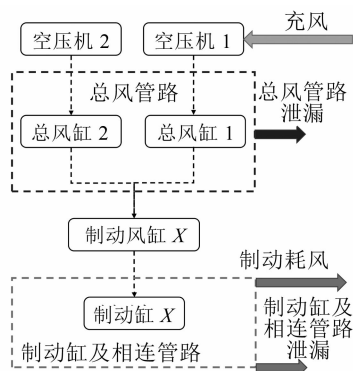 充风
空压机 2
空压机 1
总风管路
总风缸 2
总风缸 1
总风管路
泄漏
制动风缸 X
制动耗风
制动缸 X
制动缸及相连管路
制动缸及
相连管路
泄漏